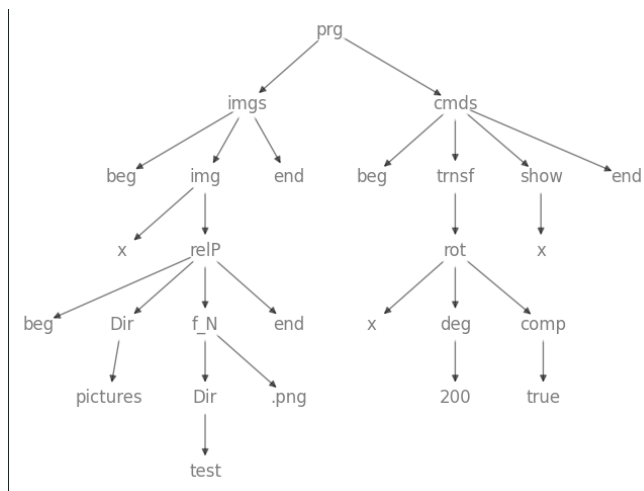 prg
imgs cmds
beg img end beg trnsf show end
x relP rot x
beg Dir f_N end x deg comp
pictures Dir .png 200 true
test